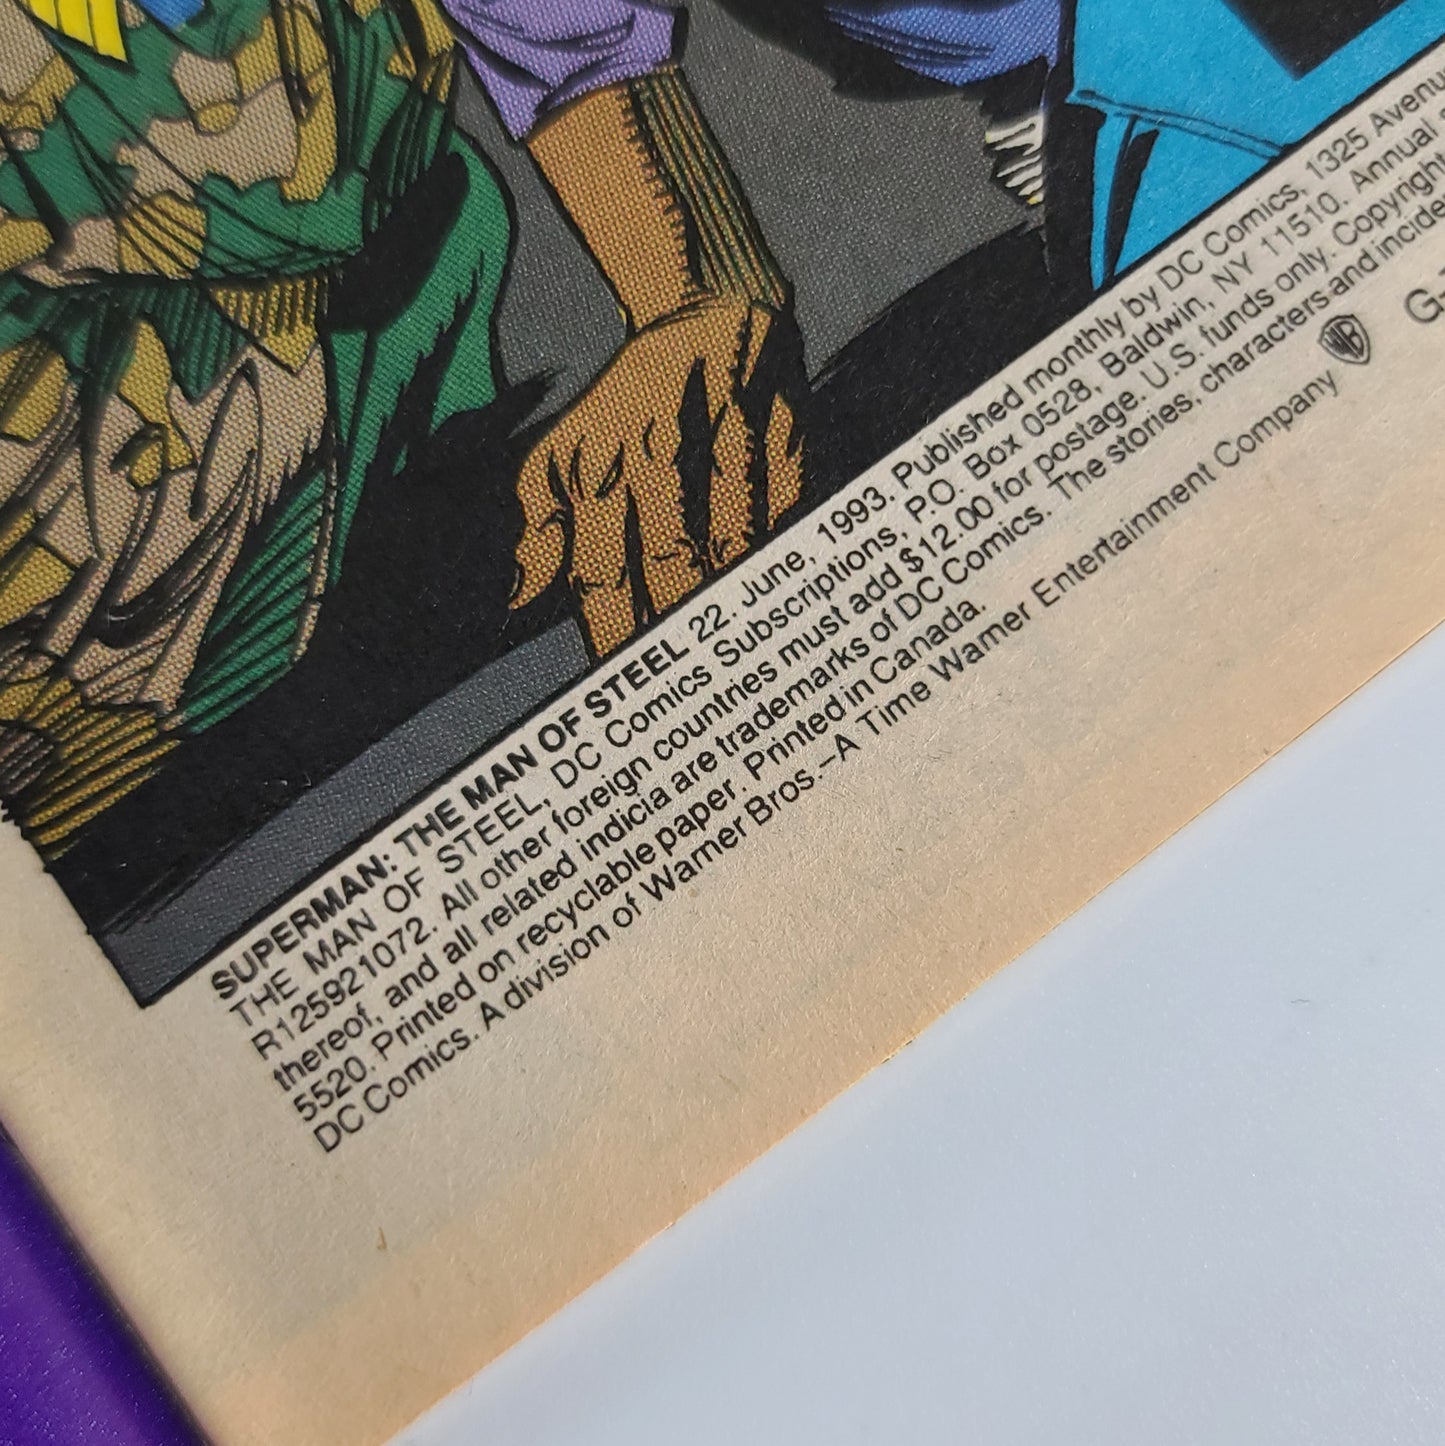 SUPERMAN: THE MAN OF STEEL 22. June, 1993. Published monthly by DC Comics, 1325 Avenu
THE MAN OF STEEL, DC Comics Subscriptions, P.O. Box 0528, Baldwin, NY 11510. Annual
R125921072. All other foreign countries must add $12.00 for postage. U.S. funds only. Copyright
thereof, and all related indicia are trademarks of DC Comics. The stories, characters and incide
5520. Printed on recyclable paper. Printed in Canada.
DC Comics. A division of Warner Bros.–A Time Warner Entertainment Company WB G-